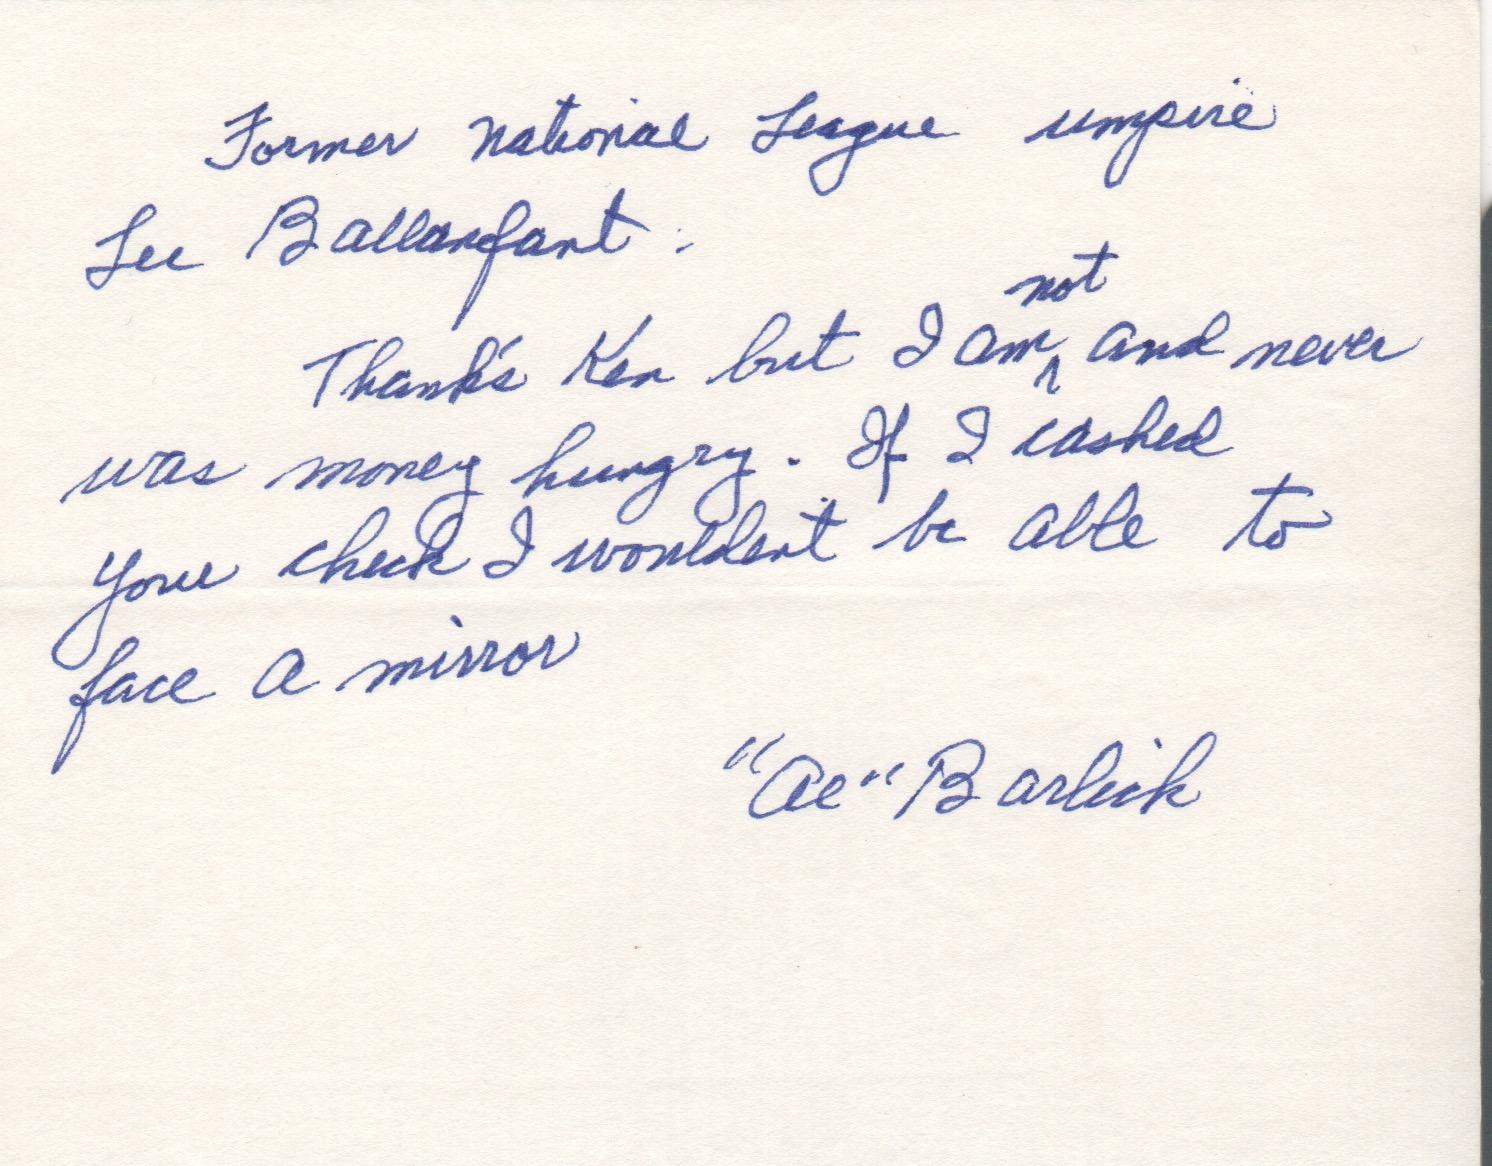 Former National League umpire
Lee Ballanfant.
Thank's Ken but I am not and never
was money hungry. If I cashed
your check I wouldent be able to
face a mirror
"Al" Barlick